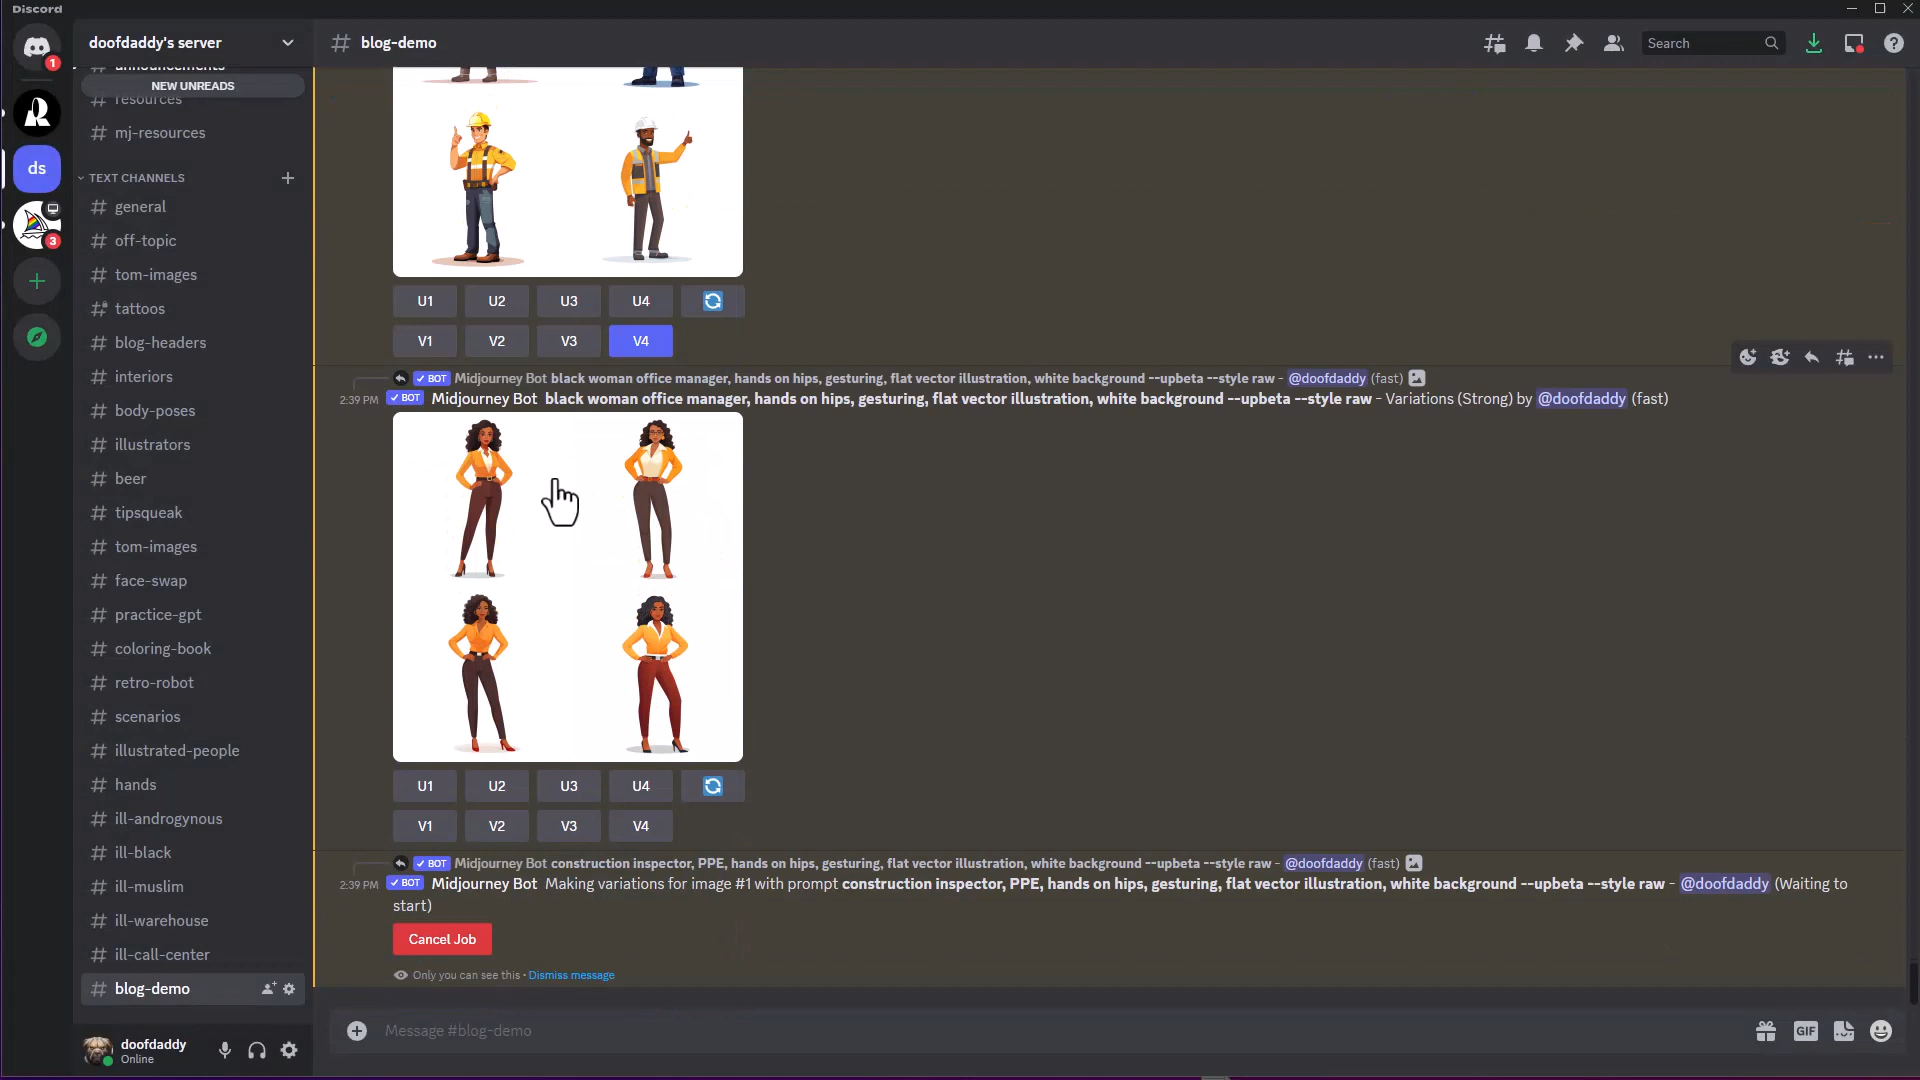 Discord
doofdaddy's server
blog-demo
Search
1
announcements
NEW UNREADS
resources
mj-resources
ds
TEXT CHANNELS
general
3
off-topic
tom-images
tattoos
blog-headers
interiors
body-poses
illustrators
beer
tipsqueak
tom-images
face-swap
practice-gpt
coloring-book
retro-robot
scenarios
illustrated-people
hands
ill-androgynous
ill-black
ill-muslim
ill-warehouse
ill-call-center
blog-demo
doofdaddy
Online
U1 U2 U3 U4
V1 V2 V3 V4
BOT Midjourney Bot black woman office manager, hands on hips, gesturing, flat vector illustration, white background --upbeta --style raw - @doofdaddy (fast)
2:39 PM BOT Midjourney Bot black woman office manager, hands on hips, gesturing, flat vector illustration, white background --upbeta --style raw - Variations (Strong) by @doofdaddy (fast)
U1 U2 U3 U4
V1 V2 V3 V4
BOT Midjourney Bot construction inspector, PPE, hands on hips, gesturing, flat vector illustration, white background --upbeta --style raw - @doofdaddy (fast)
2:39 PM BOT Midjourney Bot Making variations for image #1 with prompt construction inspector, PPE, hands on hips, gesturing, flat vector illustration, white background --upbeta --style raw - @doofdaddy (Waiting to
start)
Cancel Job
Only you can see this • Dismiss message
Message #blog-demo
GIF